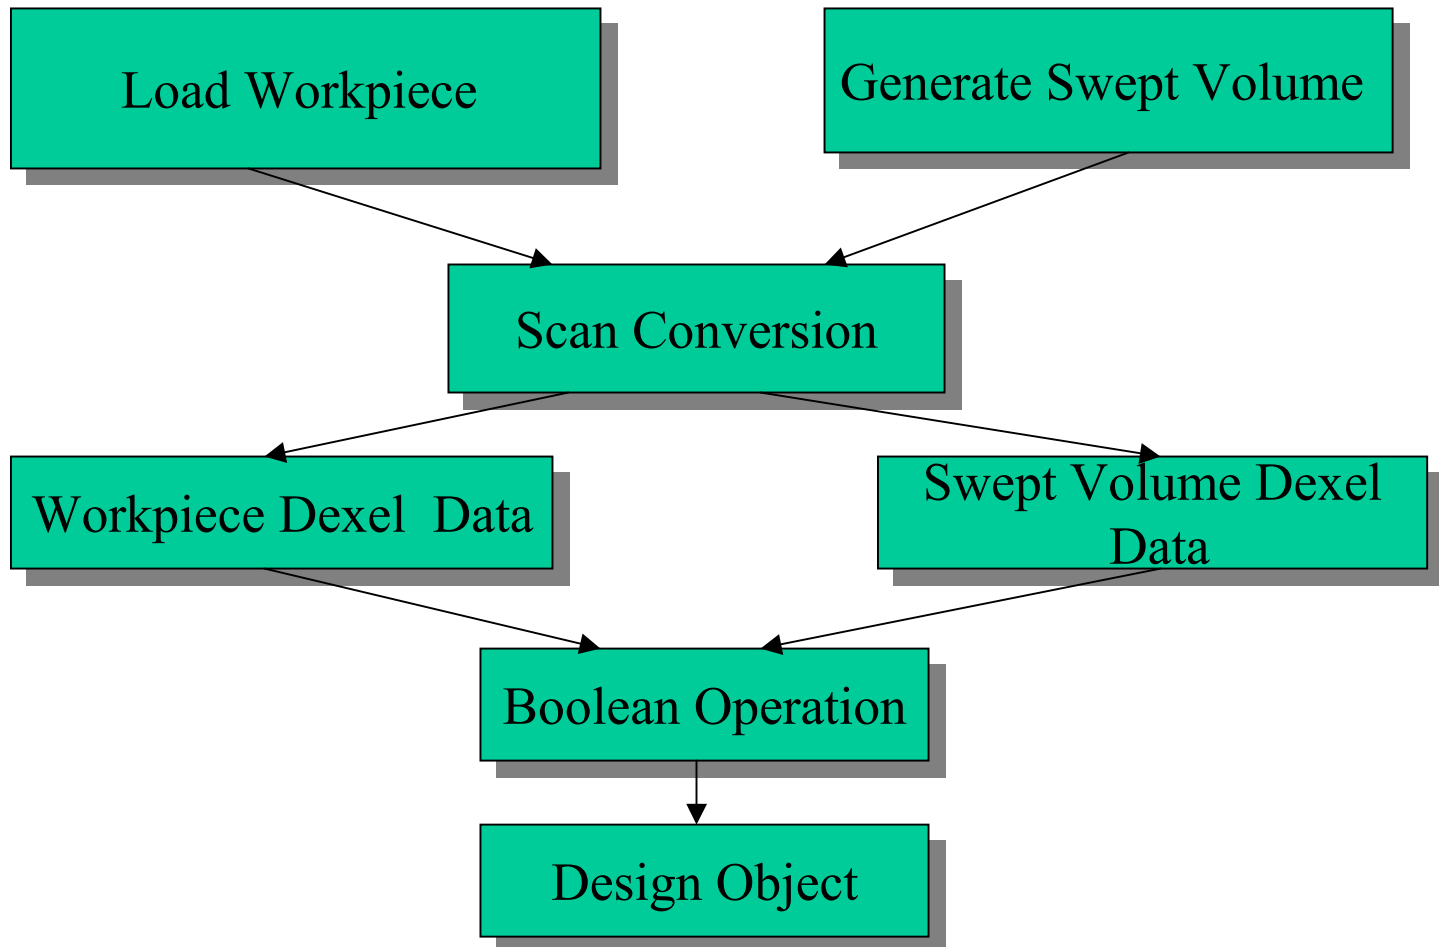 Load Workpiece
Generate Swept Volume
Scan Conversion
Workpiece Dexel  Data
Swept Volume Dexel
Data
Boolean Operation
Design Object